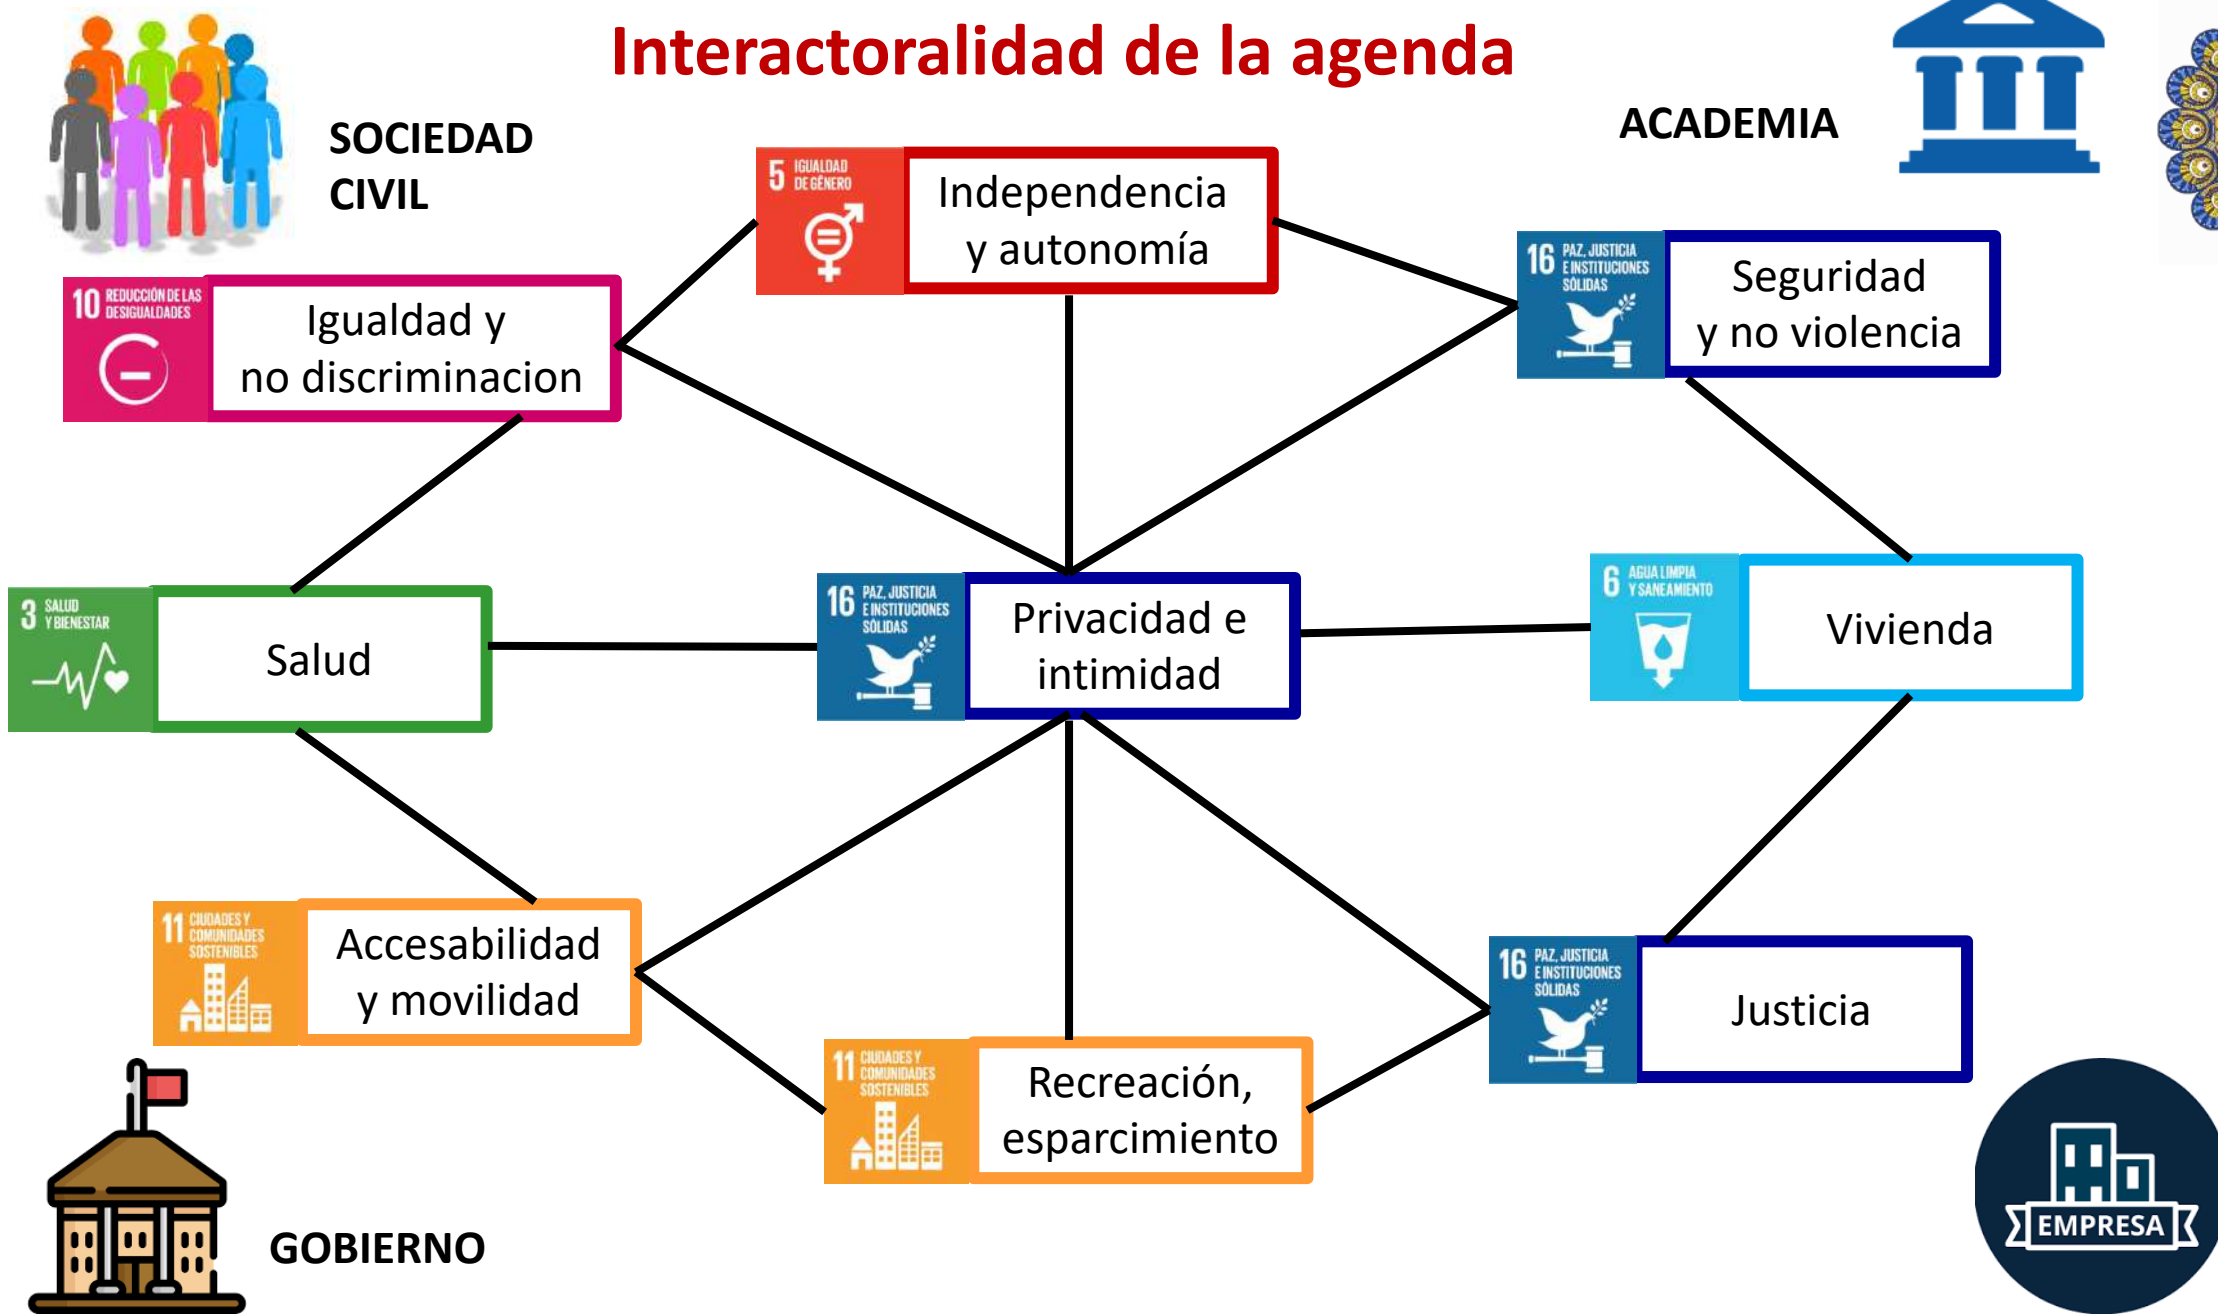 Interactoralidad de la agenda
SOCIEDAD
CIVIL
ACADEMIA
5 IGUALDAD
DE GÉNERO
Independencia
y autonomía
16 PAZ, JUSTICIA
E INSTITUCIONES
SÓLIDAS
Seguridad
y no violencia
10 REDUCCIÓN DE LAS
DESIGUALDADES
Igualdad y
no discriminacion
3 SALUD
Y BIENESTAR
Salud
16 PAZ, JUSTICIA
E INSTITUCIONES
SÓLIDAS
Privacidad e
intimidad
6 AGUA LIMPIA
Y SANEAMIENTO
Vivienda
11 CIUDADES Y
COMUNIDADES
SOSTENIBLES
Accesabilidad
y movilidad
11 CIUDADES Y
COMUNIDADES
SOSTENIBLES
Recreación,
esparcimiento
16 PAZ, JUSTICIA
E INSTITUCIONES
SÓLIDAS
Justicia
GOBIERNO
EMPRESA